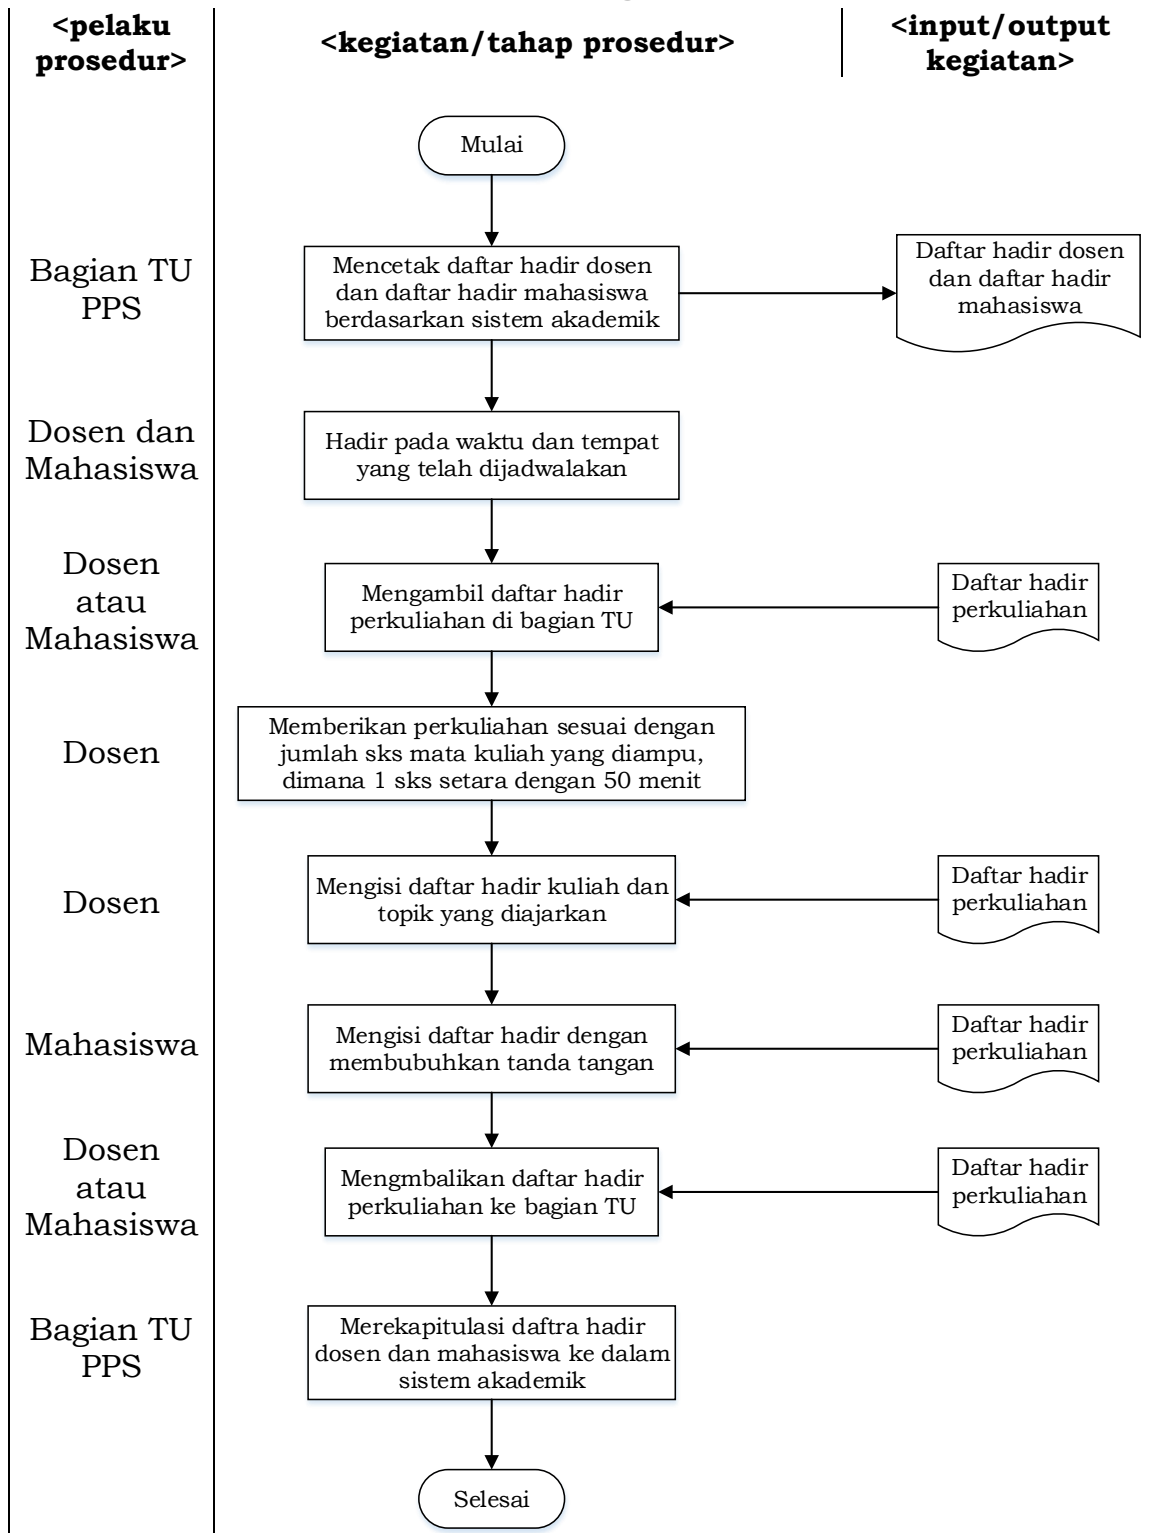 <pelaku
prosedur>
<kegiatan/tahap prosedur>
<input/output
kegiatan>
Mulai
Bagian TU
PPS
Mencetak daftar hadir dosen
dan daftar hadir mahasiswa
berdasarkan sistem akademik
Daftar hadir dosen
dan daftar hadir
mahasiswa
Dosen dan
Mahasiswa
Hadir pada waktu dan tempat
yang telah dijadwalakan
Dosen
atau
Mahasiswa
Mengambil daftar hadir
perkuliahan di bagian TU
Daftar hadir
perkuliahan
Dosen
Memberikan perkuliahan sesuai dengan
jumlah sks mata kuliah yang diampu,
dimana 1 sks setara dengan 50 menit
Dosen
Mengisi daftar hadir kuliah dan
topik yang diajarkan
Daftar hadir
perkuliahan
Mahasiswa
Mengisi daftar hadir dengan
membubuhkan tanda tangan
Daftar hadir
perkuliahan
Dosen
atau
Mahasiswa
Mengmbalikan daftar hadir
perkuliahan ke bagian TU
Daftar hadir
perkuliahan
Bagian TU
PPS
Merekapitulasi daftra hadir
dosen dan mahasiswa ke dalam
sistem akademik
Selesai